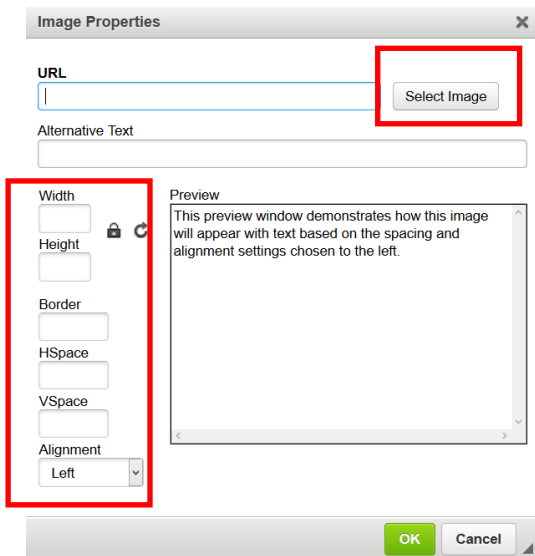 Image Properties
URL
Select Image
Alternative Text
Width
Height
Border
HSpace
VSpace
Alignment
Left
Preview
This preview window demonstrates how this image
will appear with text based on the spacing and
alignment settings chosen to the left.
OK
Cancel